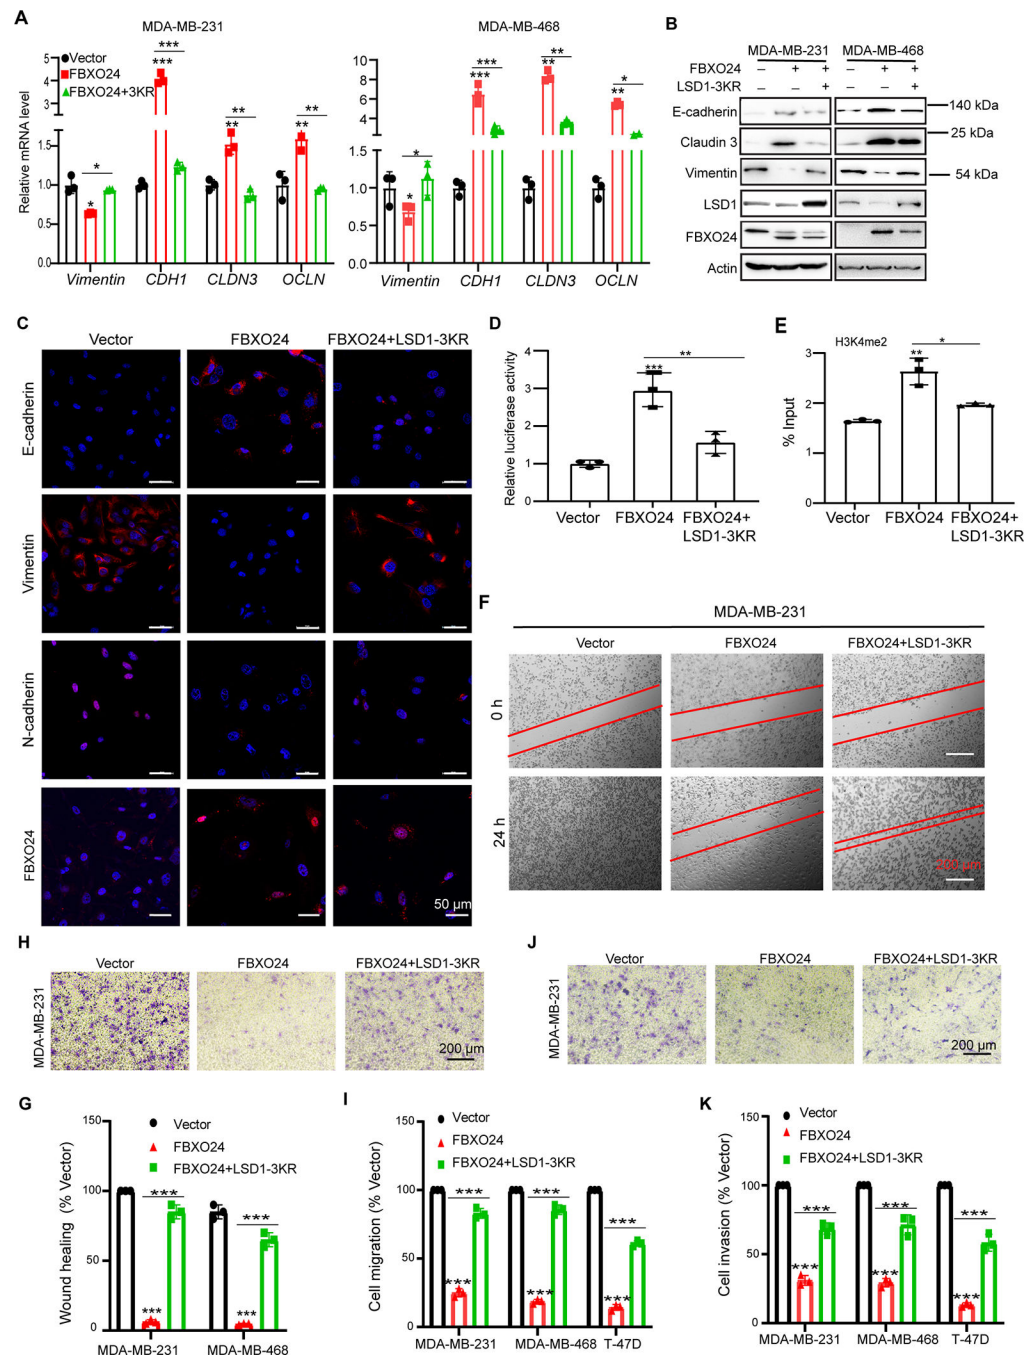 A
MDA-MB-231
MDA-MB-468
Vector
FBXO24
FBXO24+3KR
Relative mRNA level
5
4
3
2
1.5
1.0
0.5
0.0
***
***
**
**
**
**
*
*
Vimentin
CDH1
CLDN3
OCLN
10
8
6
4
2
1.5
1.0
0.5
0.0
***
***
**
**
*
**
*
*
Vimentin
CDH1
CLDN3
OCLN
B
MDA-MB-231 MDA-MB-468
FBXO24 – + + – + +
LSD1-3KR – – + – – +
E-cadherin
140 kDa
Claudin 3
25 kDa
Vimentin
54 kDa
LSD1
FBXO24
Actin
C
Vector
FBXO24
FBXO24+LSD1-3KR
E-cadherin
Vimentin
N-cadherin
FBXO24
50 µm
D
Relative luciferase activity
4
3
2
1
0
**
***
Vector
FBXO24
FBXO24+
LSD1-3KR
E
H3K4me2
% Input
3
2
1
0
*
**
Vector
FBXO24
FBXO24+
LSD1-3KR
F
MDA-MB-231
Vector
FBXO24
FBXO24+LSD1-3KR
0 h
24 h
200 µm
H
Vector
FBXO24
FBXO24+LSD1-3KR
MDA-MB-231
200 µm
J
Vector
FBXO24
FBXO24+LSD1-3KR
MDA-MB-231
200 µm
G
Vector
FBXO24
FBXO24+LSD1-3KR
Wound healing (% Vector)
150
100
50
0
***
***
***
***
MDA-MB-231
MDA-MB-468
I
Vector
FBXO24
FBXO24+LSD1-3KR
Cell migration (% Vector)
150
100
50
0
***
***
***
***
***
***
MDA-MB-231
MDA-MB-468
T-47D
K
Vector
FBXO24
FBXO24+LSD1-3KR
Cell invasion (% Vector)
150
100
50
0
***
***
***
***
***
***
MDA-MB-231
MDA-MB-468
T-47D